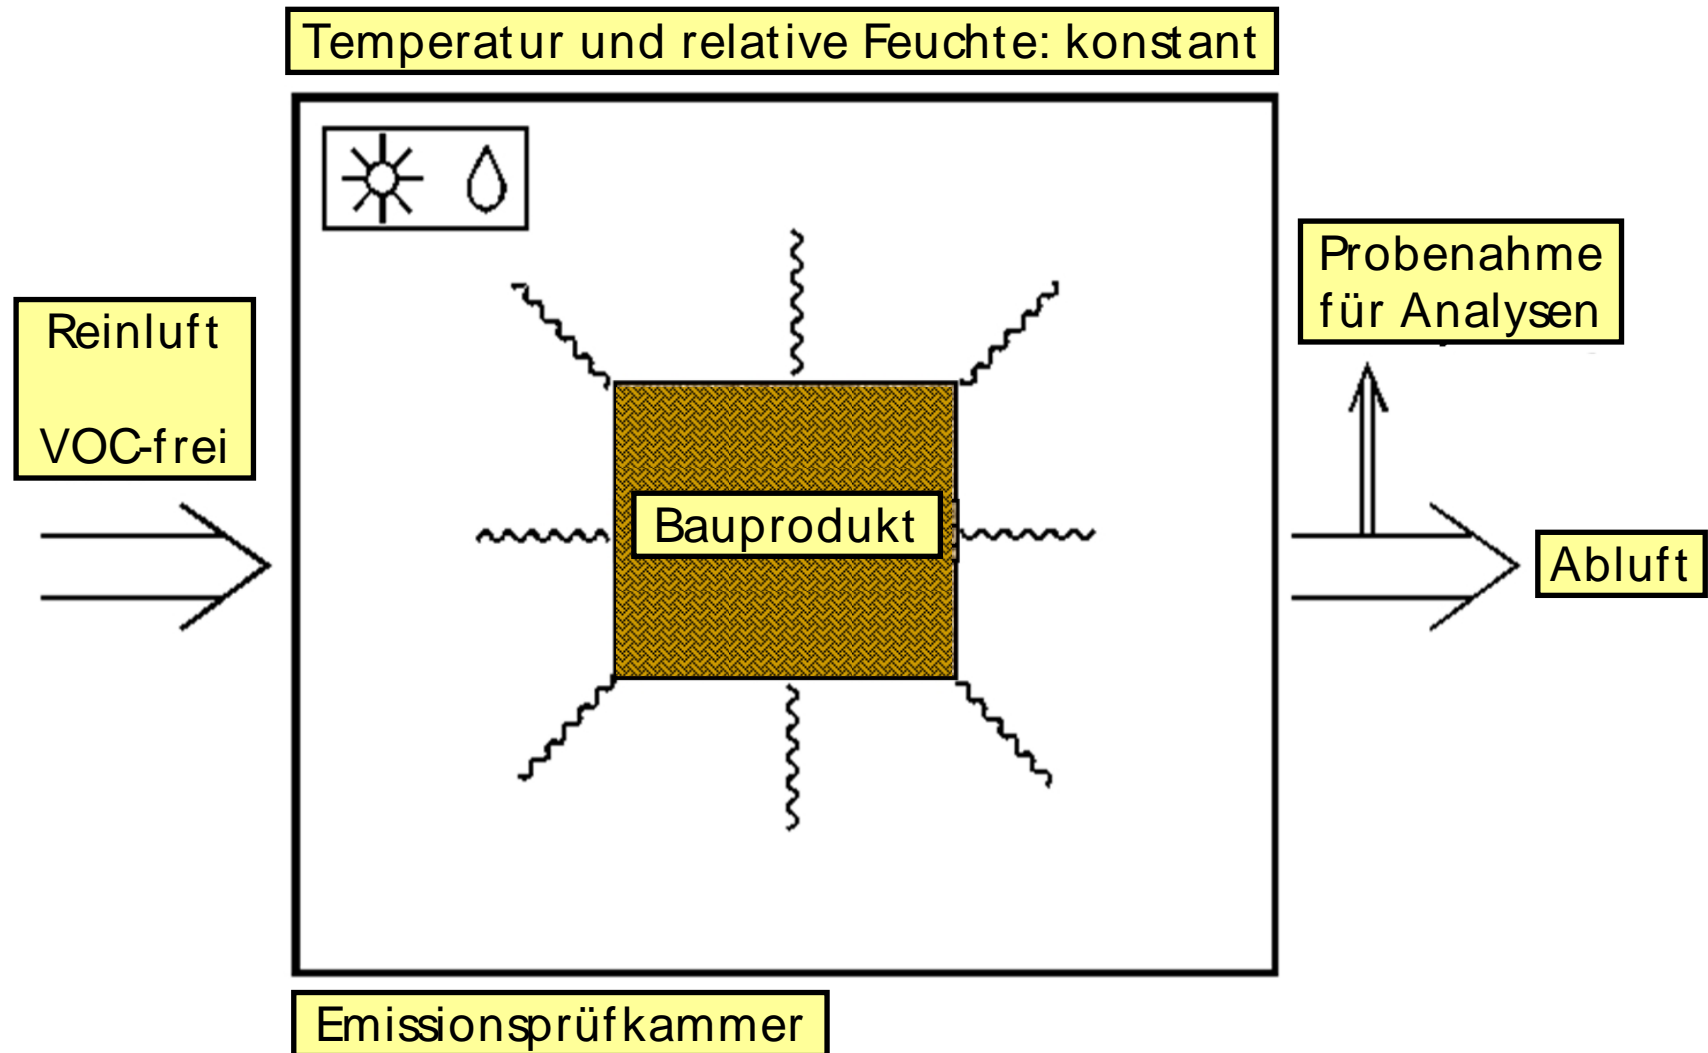 Temperatur und relative Feuchte: konstant
Reinluft
VOC-frei
Bauprodukt
Probenahme
für Analysen
Abluft
Emissionsprüfkammer